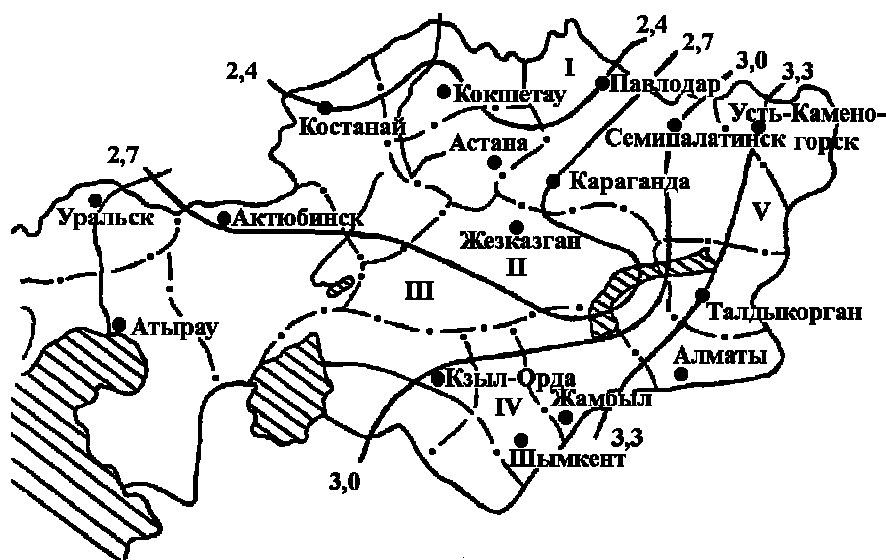 2,4
I
2,7
2,4
Кокпетау
Павлодар
3,0
3,3
Костанай
Астана
Семипалатинск
Усть-Камено-
горск
2,7
Караганда
Уральск
Актюбинск
Жезказган
V
II
III
Атырау
Талдыкорган
Алматы
Кзыл-Орда
IV
Жамбыл
3,3
Шымкент
3,0